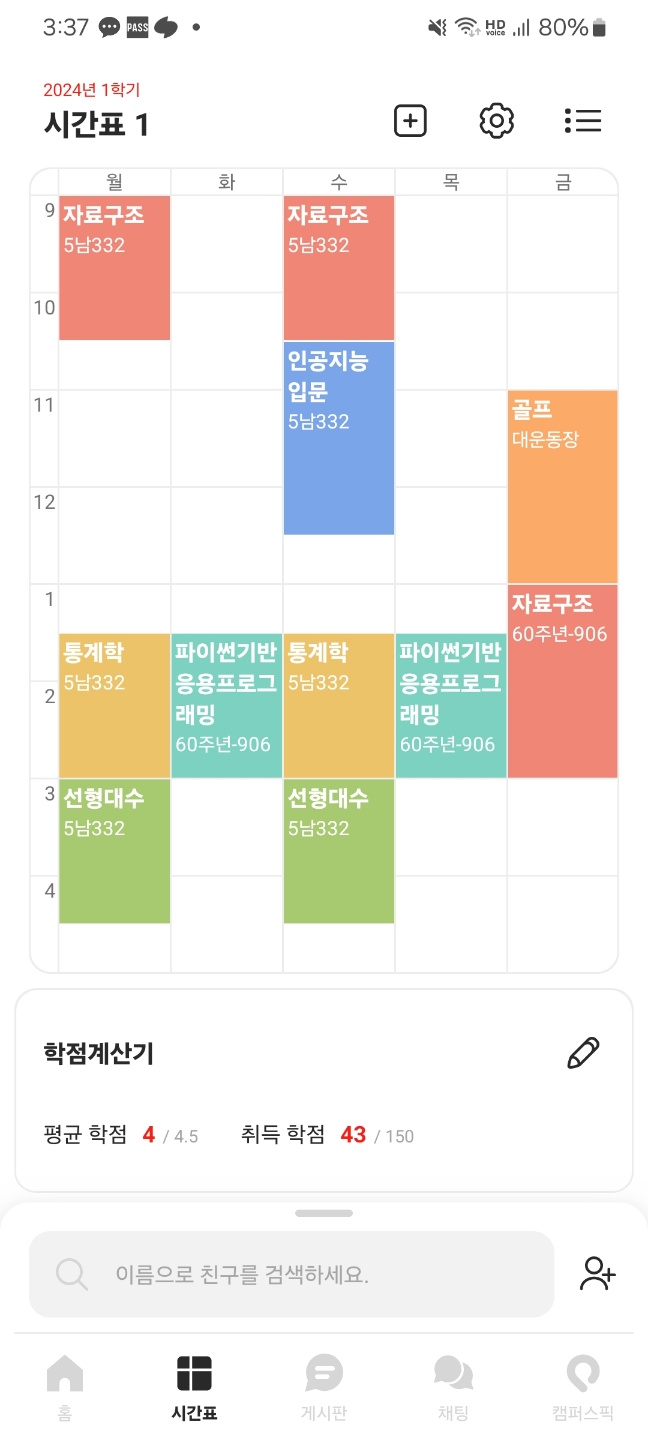 3:37 PASS HD voice 80%
2024년 1학기
시간표 1
월 화 수 목 금
9
자료구조
5남332
자료구조
5남332
10
인공지능
입문
5남332
11
골프
대운동장
12
1
자료구조
60주년-906
통계학
5남332
파이썬기반
응용프로그
래밍
60주년-906
통계학
5남332
파이썬기반
응용프로그
래밍
60주년-906
2
3
선형대수
5남332
선형대수
5남332
4
학점계산기
평균 학점 4 / 4.5 취득 학점 43 / 150
이름으로 친구를 검색하세요.
홈 시간표 게시판 채팅 캠퍼스픽